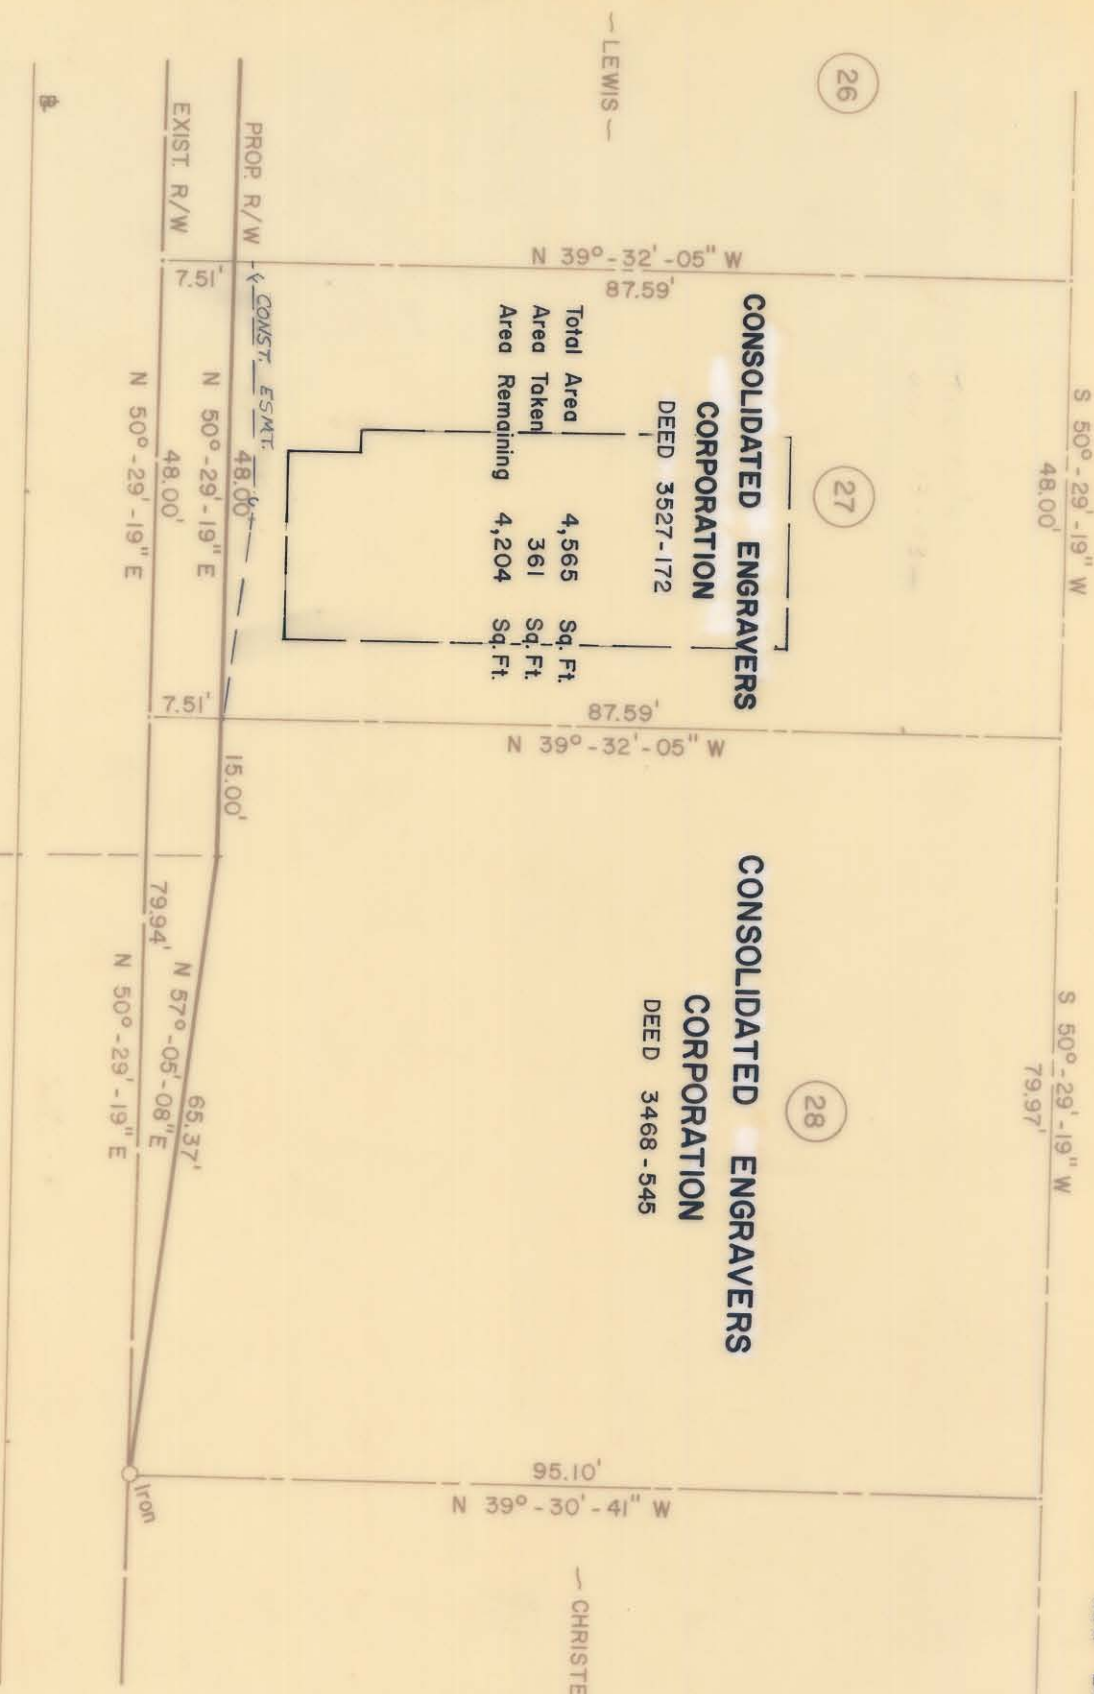 26
~ LEWIS ~
S 50°-29'-19" W
48.00'
27
N 39°-32'-05" W
87.59'
CONSOLIDATED ENGRAVERS
CORPORATION
DEED 3527-172
Total Area 4,565 Sq. Ft.
Area Taken 361 Sq. Ft.
Area Remaining 4,204 Sq. Ft.
87.59'
N 39°-32'-05" W
PROP. R/W
EXIST. R/W
7.51'
CONST. ESMT.
48.00'
N 50°-29'-19" E
48.00'
N 50°-29'-19" E
7.51'
15.00'
S 50°-29'-19" W
79.97'
28
CONSOLIDATED ENGRAVERS
CORPORATION
DEED 3468-545
65.37'
N 57°-05'-08" E
79.94'
N 50°-29'-19" E
95.10'
N 39°-30'-41" W
Iron
~ CHRISTE